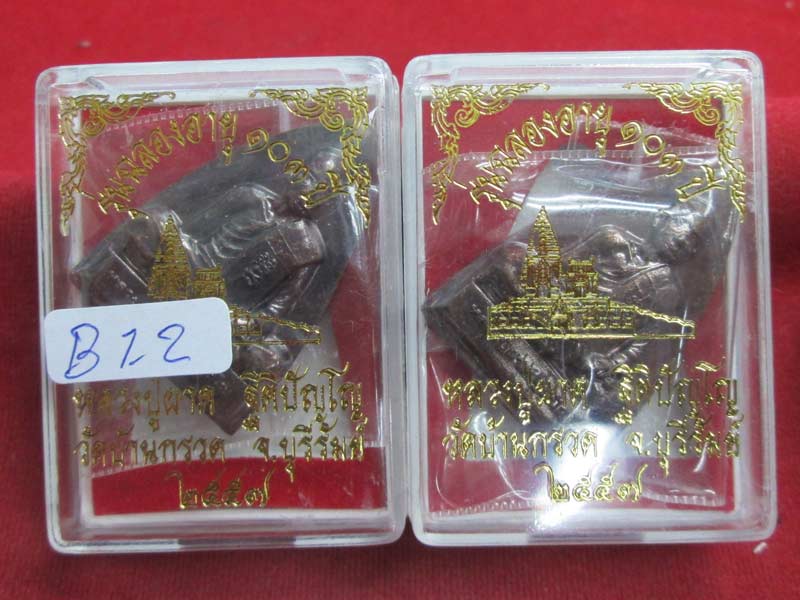 รุ่นฉลองอายุ ๑๐๓ ปี
B12
หลวงปู่ผาด ฐิติปัญโญ
วัดบ้านกรวด จ.บุรีรัมย์
๒๕๕๗
รุ่นฉลองอายุ ๑๐๓ ปี
หลวงปู่ผาด ฐิติปัญโญ
วัดบ้านกรวด จ.บุรีรัมย์
๒๕๕๗